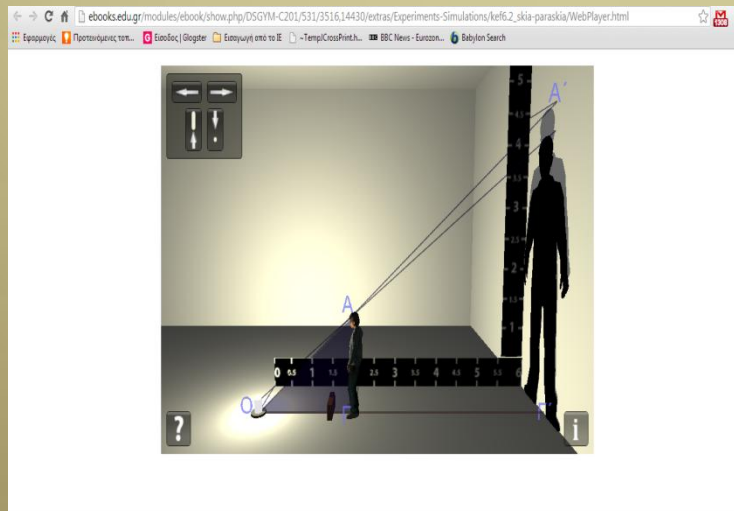 ebooks.edu.gr/modules/ebook/show.php/DSGYM-C201/531/3516,14430/extras/Experiments-Simulations/kef6.2_skia-paraskia/WebPlayer.html
Εφαρμογές Προτεινόμενες τοπ... Είσοδος | Glogster Εισαγωγή από το IE ~Temp/CrossPrint.h... BBC News - Eurozon... Babylon Search
5
4.5
4
3
2.5
2
1.5
1
A΄
A
0 0.5 1 1.5 2.5 3 3.5 4 4.5 5 5.5 6
O
Γ΄
?
i